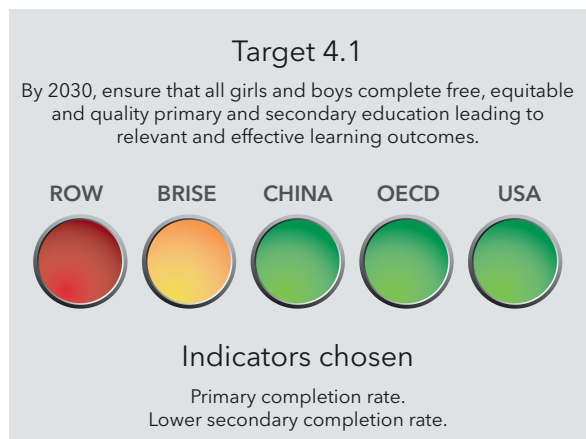 Target 4.1
By 2030, ensure that all girls and boys complete free, equitable
and quality primary and secondary education leading to
relevant and effective learning outcomes.
ROW BRISE CHINA OECD USA
Indicators chosen
Primary completion rate.
Lower secondary completion rate.